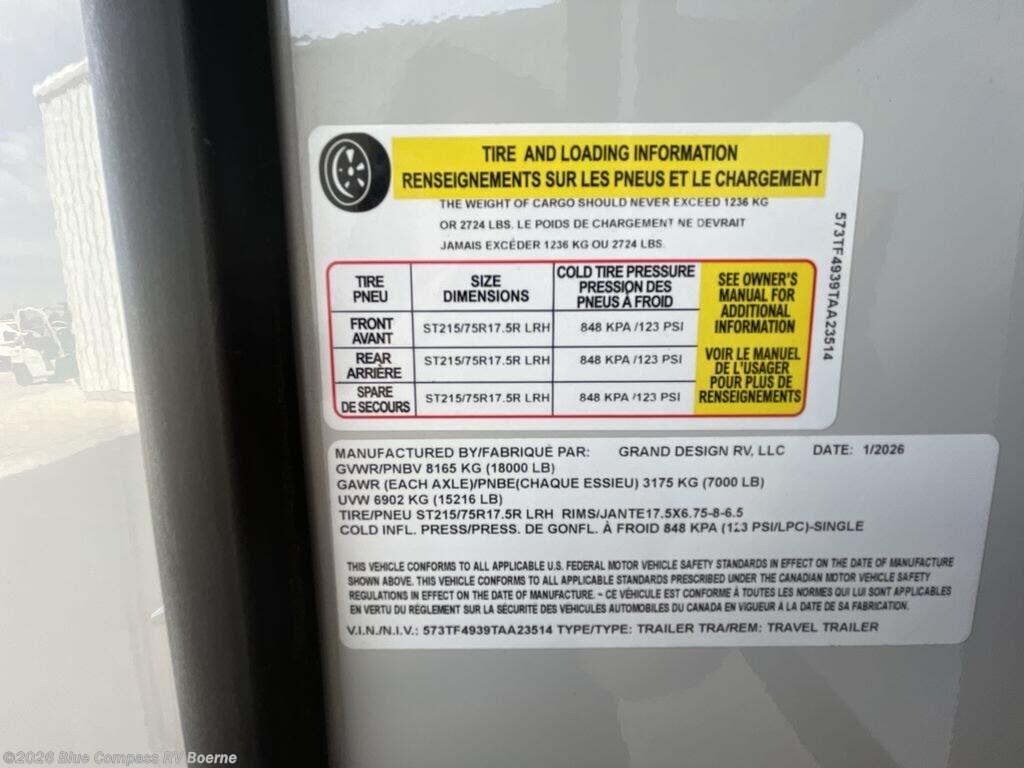 TIRE AND LOADING INFORMATION
RENSEIGNEMENTS SUR LES PNEUS ET LE CHARGEMENT
THE WEIGHT OF CARGO SHOULD NEVER EXCEED 1236 KG
OR 2724 LBS. LE POIDS DE CHARGEMENT NE DEVRAIT
JAMAIS EXCÉDER 1236 KG OU 2724 LBS.
TIRE
PNEU
SIZE
DIMENSIONS
COLD TIRE PRESSURE
PRESSION DES
PNEUS À FROID
FRONT
AVANT
ST215/75R17.5R LRH
848 KPA /123 PSI
REAR
ARRIÈRE
ST215/75R17.5R LRH
848 KPA /123 PSI
SPARE
DE SECOURS
ST215/75R17.5R LRH
848 KPA /123 PSI
SEE OWNER'S
MANUAL FOR
ADDITIONAL
INFORMATION
VOIR LE MANUEL
DE L'USAGER
POUR PLUS DE
RENSEIGNEMENTS
573TF4939TAA23514
MANUFACTURED BY/FABRIQUÉ PAR: GRAND DESIGN RV, LLC DATE: 1/2026
GVWR/PNBV 8165 KG (18000 LB)
GAWR (EACH AXLE)/PNBE(CHAQUE ESSIEU) 3175 KG (7000 LB)
UVW 6902 KG (15216 LB)
TIRE/PNEU ST215/75R17.5R LRH RIMS/JANTE17.5X6.75-8-6.5
COLD INFL. PRESS/PRESS. DE GONFL. À FROID 848 KPA (123 PSI/LPC)-SINGLE
THIS VEHICLE CONFORMS TO ALL APPLICABLE U.S. FEDERAL MOTOR VEHICLE SAFETY STANDARDS IN EFFECT ON THE DATE OF MANUFACTURE
SHOWN ABOVE. THIS VEHICLE CONFORMS TO ALL APPLICABLE STANDARDS PRESCRIBED UNDER THE CANADIAN MOTOR VEHICLE SAFETY
REGULATIONS IN EFFECT ON THE DATE OF MANUFACTURE. ~ CE VÉHICULE EST CONFORME À TOUTES LES NORMES QUI LUI SONT APPLICABLES
EN VERTU DU RÈGLEMENT SUR LA SÉCURITÉ DES VÉHICULES AUTOMOBILES DU CANADA EN VIGUEUR À LA DATE DE SA FABRICATION.
V.I.N./N.I.V.: 573TF4939TAA23514 TYPE/TYPE: TRAILER TRA/REM: TRAVEL TRAILER
©2026 Blue Compass RV Boerne